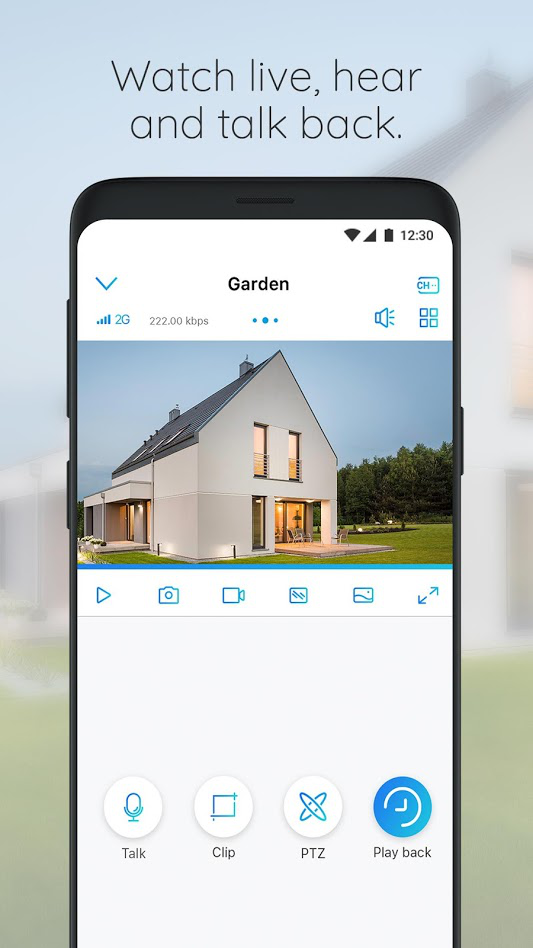 Watch live, hear
and talk back.
12:30
Garden
CH··
2G
222.00 kbps
Talk
Clip
PTZ
Play back